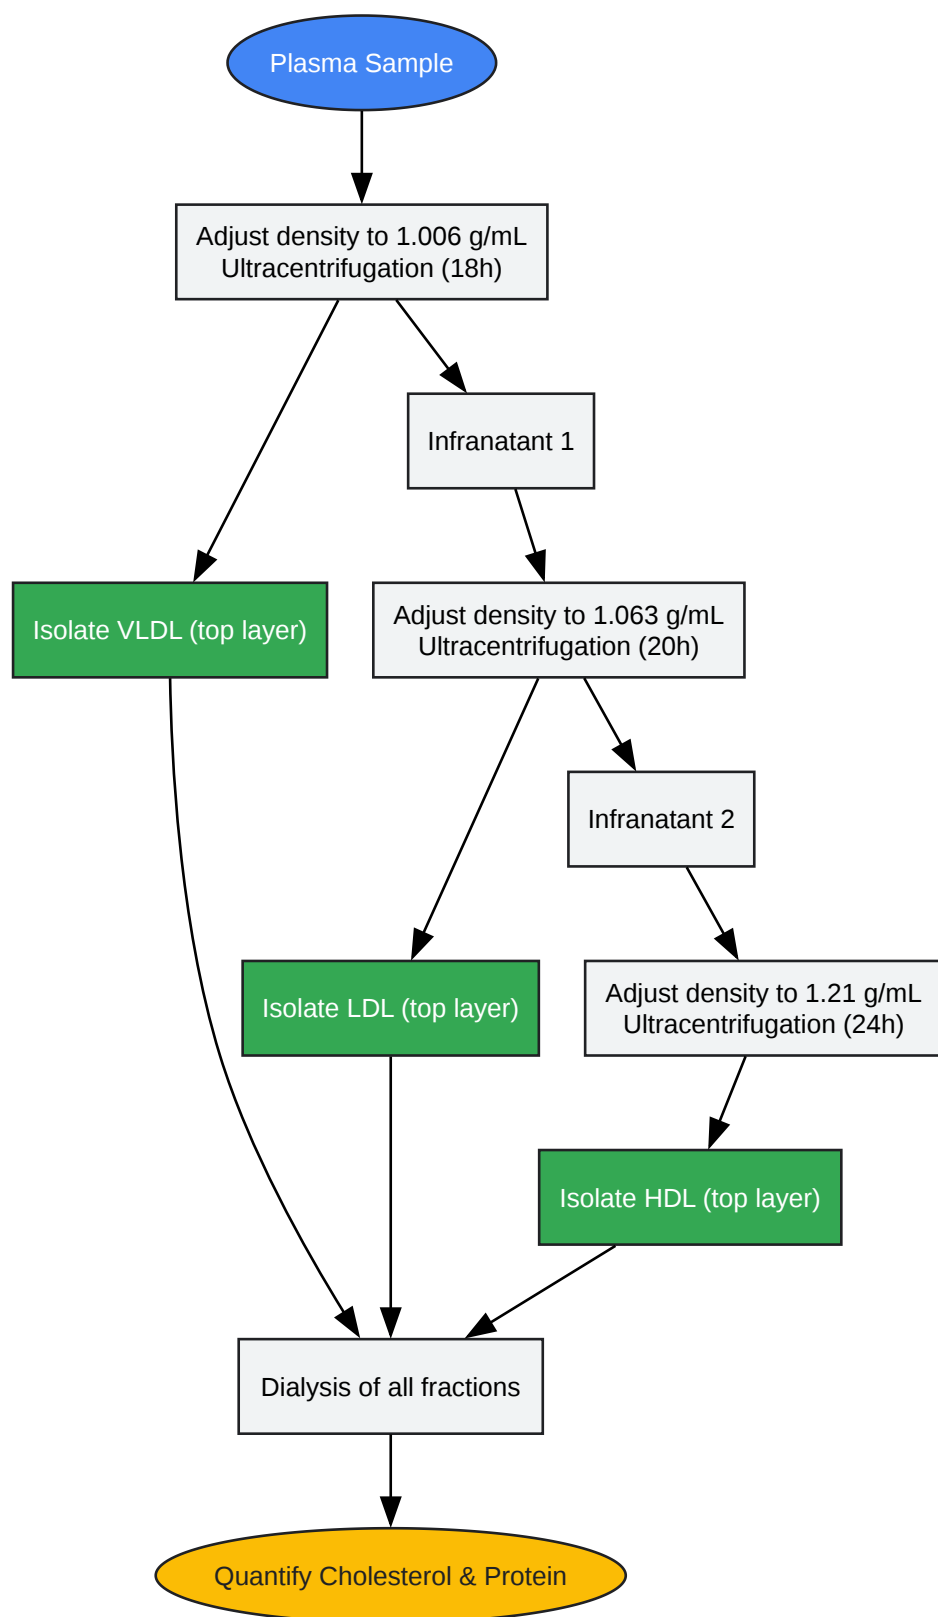 Plasma Sample
Adjust density to 1.006 g/mL
Ultracentrifugation (18h)
Infranatant 1
Isolate VLDL (top layer)
Adjust density to 1.063 g/mL
Ultracentrifugation (20h)
Infranatant 2
Isolate LDL (top layer)
Adjust density to 1.21 g/mL
Ultracentrifugation (24h)
Isolate HDL (top layer)
Dialysis of all fractions
Quantify Cholesterol & Protein